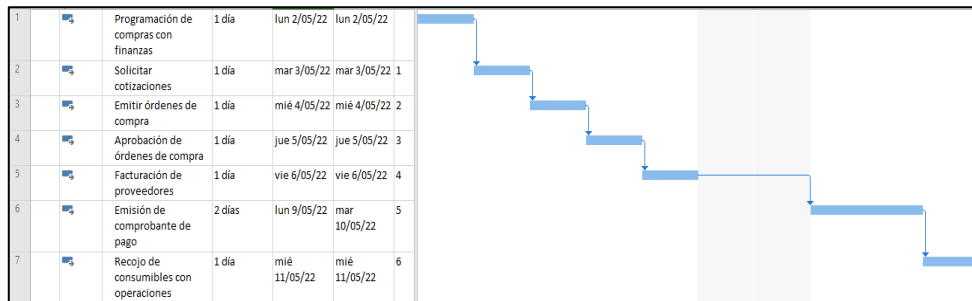 1 Programación de 1 día lun 2/05/22 lun 2/05/22
compras con
finanzas
2 Solicitar 1 día mar 3/05/22 mar 3/05/22 1
cotizaciones
3 Emitir órdenes de 1 día mié 4/05/22 mié 4/05/22 2
compra
4 Aprobación de 1 día jue 5/05/22 jue 5/05/22 3
órdenes de compra
5 Facturación de 1 día vie 6/05/22 vie 6/05/22 4
proveedores
6 Emisión de 2 días lun 9/05/22 mar 5
comprobante de 10/05/22
pago
7 Recojo de 1 día mié mié 6
consumibles con 11/05/22 11/05/22
operaciones